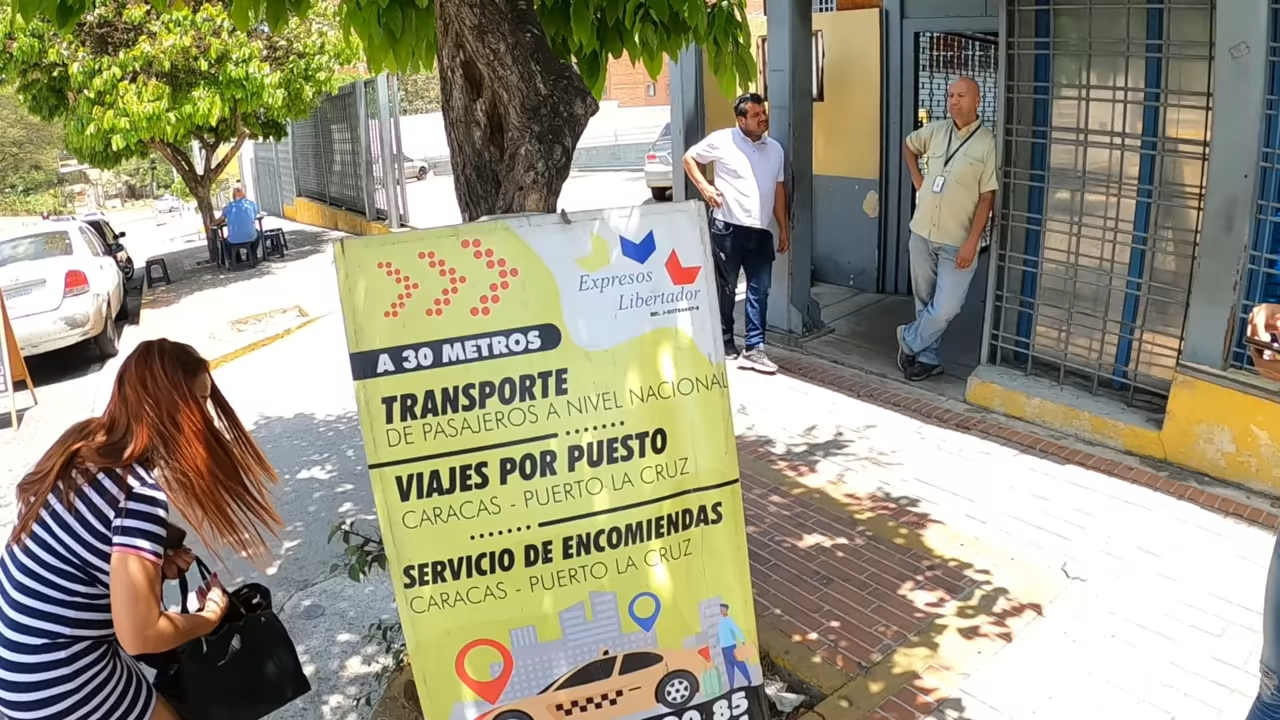 Expresos
Libertador
A 30 METROS
TRANSPORTE
DE PASAJEROS A NIVEL NACIONAL
VIAJES POR PUESTO
CARACAS - PUERTO LA CRUZ
SERVICIO DE ENCOMIENDAS
CARACAS - PUERTO LA CRUZ
85